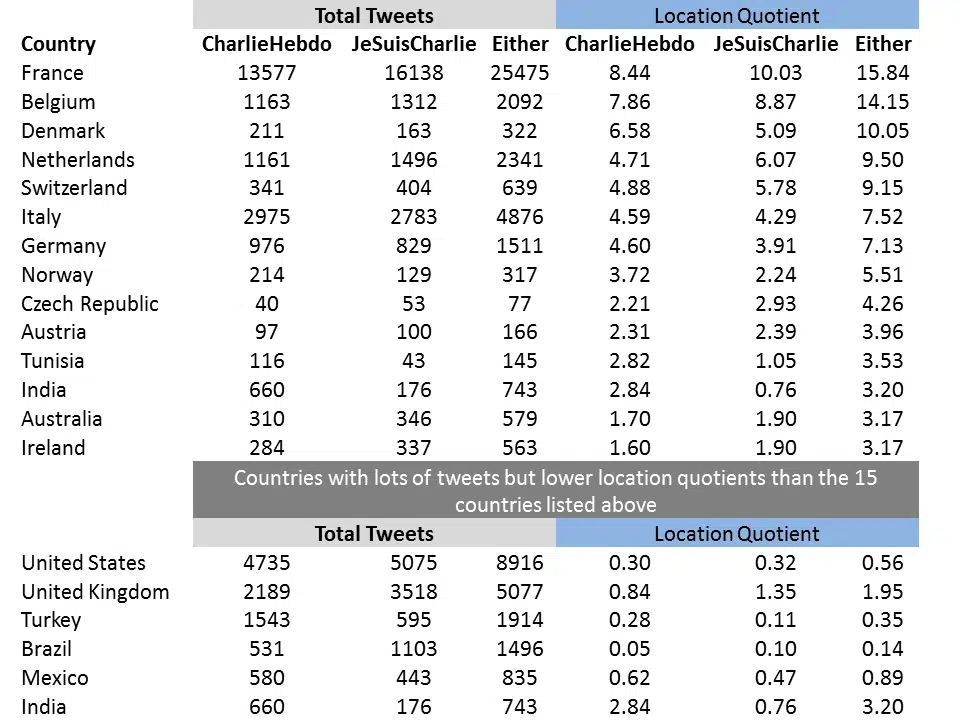 Total Tweets Location Quotient
Country CharlieHebdo JeSuisCharlie Either CharlieHebdo JeSuisCharlie Either
France 13577 16138 25475 8.44 10.03 15.84
Belgium 1163 1312 2092 7.86 8.87 14.15
Denmark 211 163 322 6.58 5.09 10.05
Netherlands 1161 1496 2341 4.71 6.07 9.50
Switzerland 341 404 639 4.88 5.78 9.15
Italy 2975 2783 4876 4.59 4.29 7.52
Germany 976 829 1511 4.60 3.91 7.13
Norway 214 129 317 3.72 2.24 5.51
Czech Republic 40 53 77 2.21 2.93 4.26
Austria 97 100 166 2.31 2.39 3.96
Tunisia 116 43 145 2.82 1.05 3.53
India 660 176 743 2.84 0.76 3.20
Australia 310 346 579 1.70 1.90 3.17
Ireland 284 337 563 1.60 1.90 3.17
Countries with lots of tweets but lower location quotients than the 15
countries listed above
Total Tweets Location Quotient
United States 4735 5075 8916 0.30 0.32 0.56
United Kingdom 2189 3518 5077 0.84 1.35 1.95
Turkey 1543 595 1914 0.28 0.11 0.35
Brazil 531 1103 1496 0.05 0.10 0.14
Mexico 580 443 835 0.62 0.47 0.89
India 660 176 743 2.84 0.76 3.20